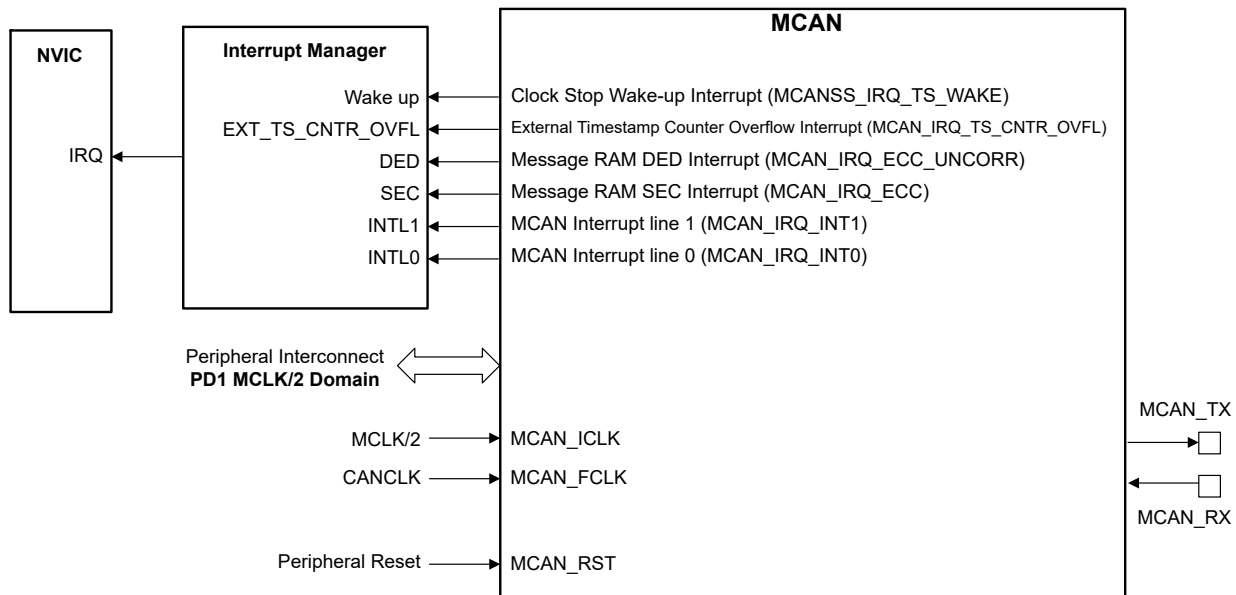 MCAN
NVIC
Interrupt Manager
Wake up
Clock Stop Wake-up Interrupt (MCANSS_IRQ_TS_WAKE)
EXT_TS_CNTR_OVFL
External Timestamp Counter Overflow Interrupt (MCAN_IRQ_TS_CNTR_OVFL)
IRQ
DED
Message RAM DED Interrupt (MCAN_IRQ_ECC_UNCORR)
SEC
Message RAM SEC Interrupt (MCAN_IRQ_ECC)
INTL1
MCAN Interrupt line 1 (MCAN_IRQ_INT1)
INTL0
MCAN Interrupt line 0 (MCAN_IRQ_INT0)
Peripheral Interconnect
PD1 MCLK/2 Domain
MCAN_TX
MCLK/2
MCAN_ICLK
CANCLK
MCAN_FCLK
MCAN_RX
Peripheral Reset
MCAN_RST